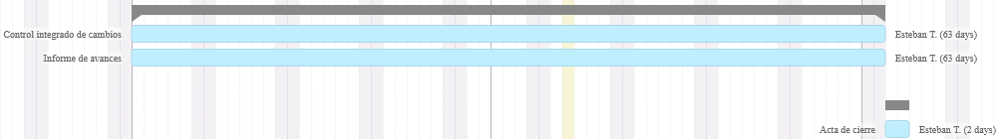 Control integrado de cambios Esteban T. (63 days)
Informe de avances Esteban T. (63 days)
Acta de cierre Esteban T. (2 days)